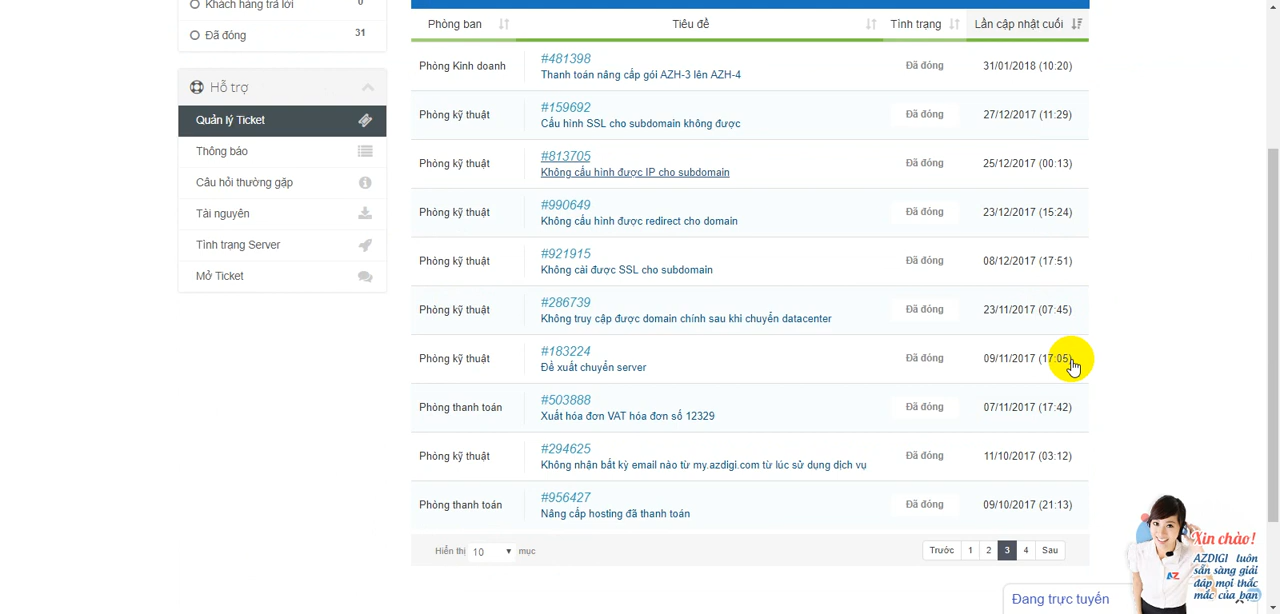 Khách hàng trả lời 0
Đã đóng 31
Hỗ trợ
Quản lý Ticket
Thông báo
Câu hỏi thường gặp
Tài nguyên
Tình trạng Server
Mở Ticket
Phòng ban Tiêu đề Tình trạng Lần cập nhật cuối
Phòng Kinh doanh #481398 Đã đóng 31/01/2018 (10:20)
Thanh toán nâng cấp gói AZH-3 lên AZH-4
Phòng kỹ thuật #159692 Đã đóng 27/12/2017 (11:29)
Cấu hình SSL cho subdomain không được
Phòng kỹ thuật #813705 Đã đóng 25/12/2017 (00:13)
Không cấu hình được IP cho subdomain
Phòng kỹ thuật #990649 Đã đóng 23/12/2017 (15:24)
Không cấu hình được redirect cho domain
Phòng kỹ thuật #921915 Đã đóng 08/12/2017 (17:51)
Không cài được SSL cho subdomain
Phòng kỹ thuật #286739 Đã đóng 23/11/2017 (07:45)
Không truy cập được domain chính sau khi chuyển datacenter
Phòng kỹ thuật #183224 Đã đóng 09/11/2017 (17:05)
Đề xuất chuyển server
Phòng thanh toán #503888 Đã đóng 07/11/2017 (17:42)
Xuất hóa đơn VAT hóa đơn số 12329
Phòng kỹ thuật #294625 Đã đóng 11/10/2017 (03:12)
Không nhận bất kỳ email nào từ my.azdigi.com từ lúc sử dụng dịch vụ
Phòng thanh toán #956427 Đã đóng 09/10/2017 (21:13)
Nâng cấp hosting đã thanh toán
Hiển thị 10 mục
Trước 1 2 3 4 Sau
Xin chào!
AZDIGI luôn
sẵn sàng giải
đáp mọi thắc
mắc của bạn
AZ
Đang trực tuyến